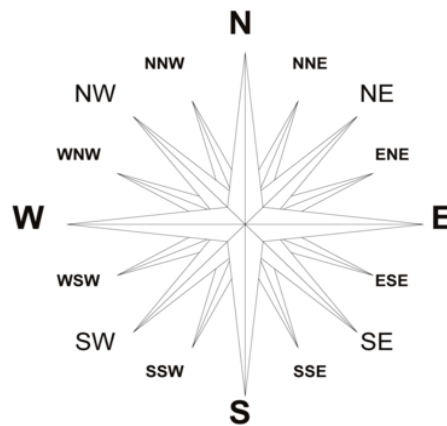 N
NNW NNE
NW NE
WNW ENE
W E
WSW ESE
SW SE
SSW SSE
S